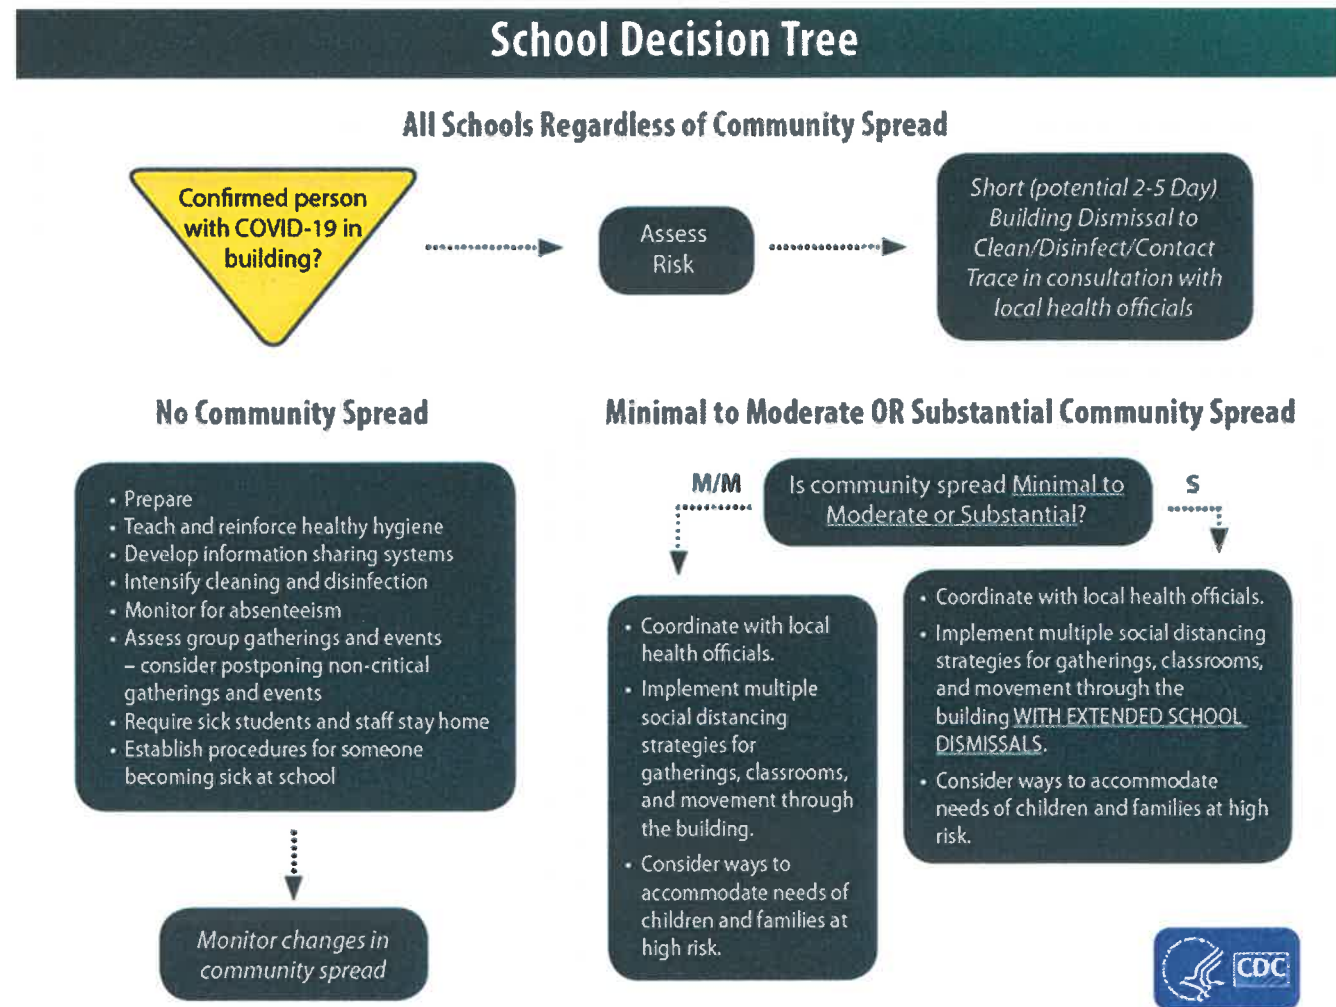 School Decision Tree
All Schools Regardless of Community Spread
Confirmed person
with COVID-19 in
building?
Assess
Risk
Short (potential 2-5 Day)
Building Dismissal to
Clean/Disinfect/Contact
Trace in consultation with
local health officials
No Community Spread
• Prepare
• Teach and reinforce healthy hygiene
• Develop information sharing systems
• Intensify cleaning and disinfection
• Monitor for absenteeism
• Assess group gatherings and events
– consider postponing non-critical
gatherings and events
• Require sick students and staff stay home
• Establish procedures for someone
becoming sick at school
Monitor changes in
community spread
Minimal to Moderate OR Substantial Community Spread
M/M
Is community spread Minimal to
Moderate or Substantial?
S
• Coordinate with local
health officials.
• Implement multiple
social distancing
strategies for
gatherings, classrooms,
and movement through
the building.
• Consider ways to
accommodate needs of
children and families at
high risk.
• Coordinate with local health officials.
• Implement multiple social distancing
strategies for gatherings, classrooms,
and movement through the
building WITH EXTENDED SCHOOL
DISMISSALS.
• Consider ways to accommodate
needs of children and families at high
risk.
CDC